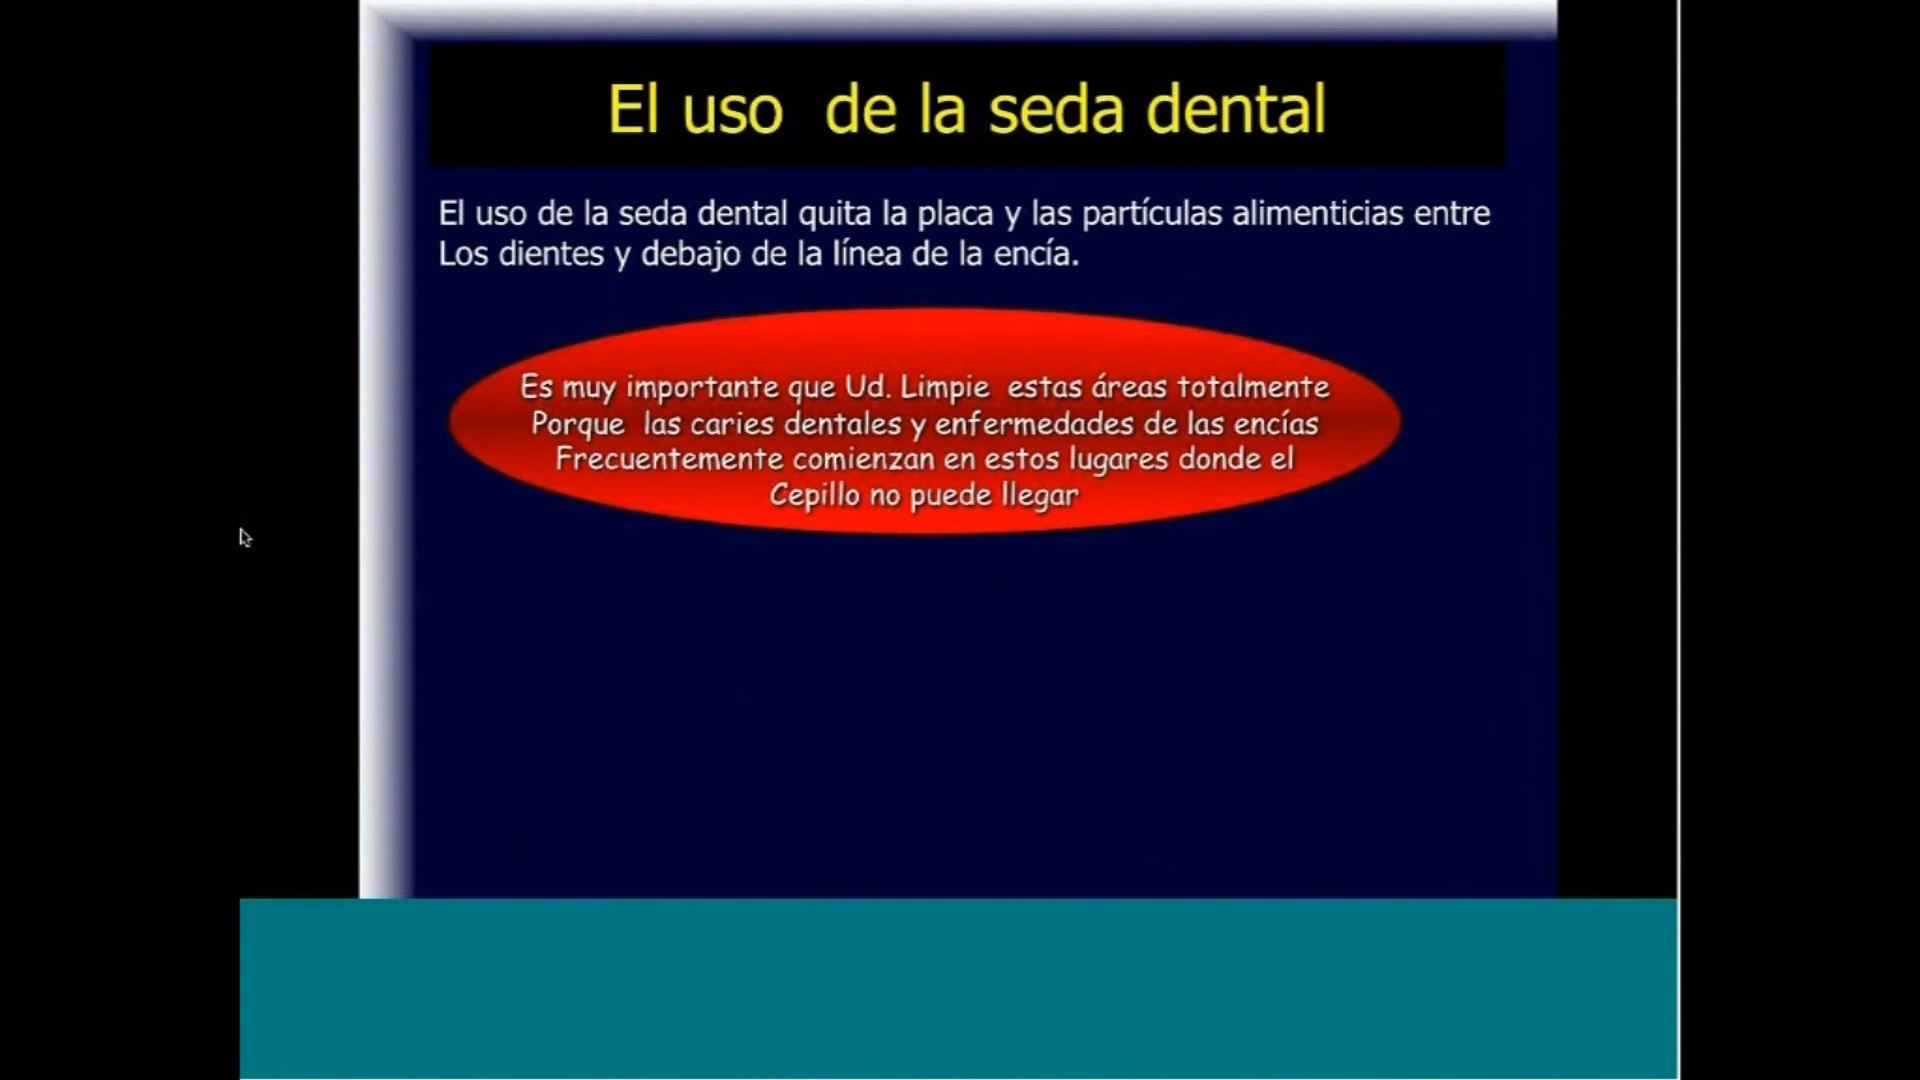 El uso  de la seda dental
El uso de la seda dental quita la placa y las partículas alimenticias entre
Los dientes y debajo de la línea de la encía.
Es muy importante que Ud. Limpie  estas áreas totalmente
Porque  las caries dentales y enfermedades de las encías
Frecuentemente comienzan en estos lugares donde el
Cepillo no puede llegar